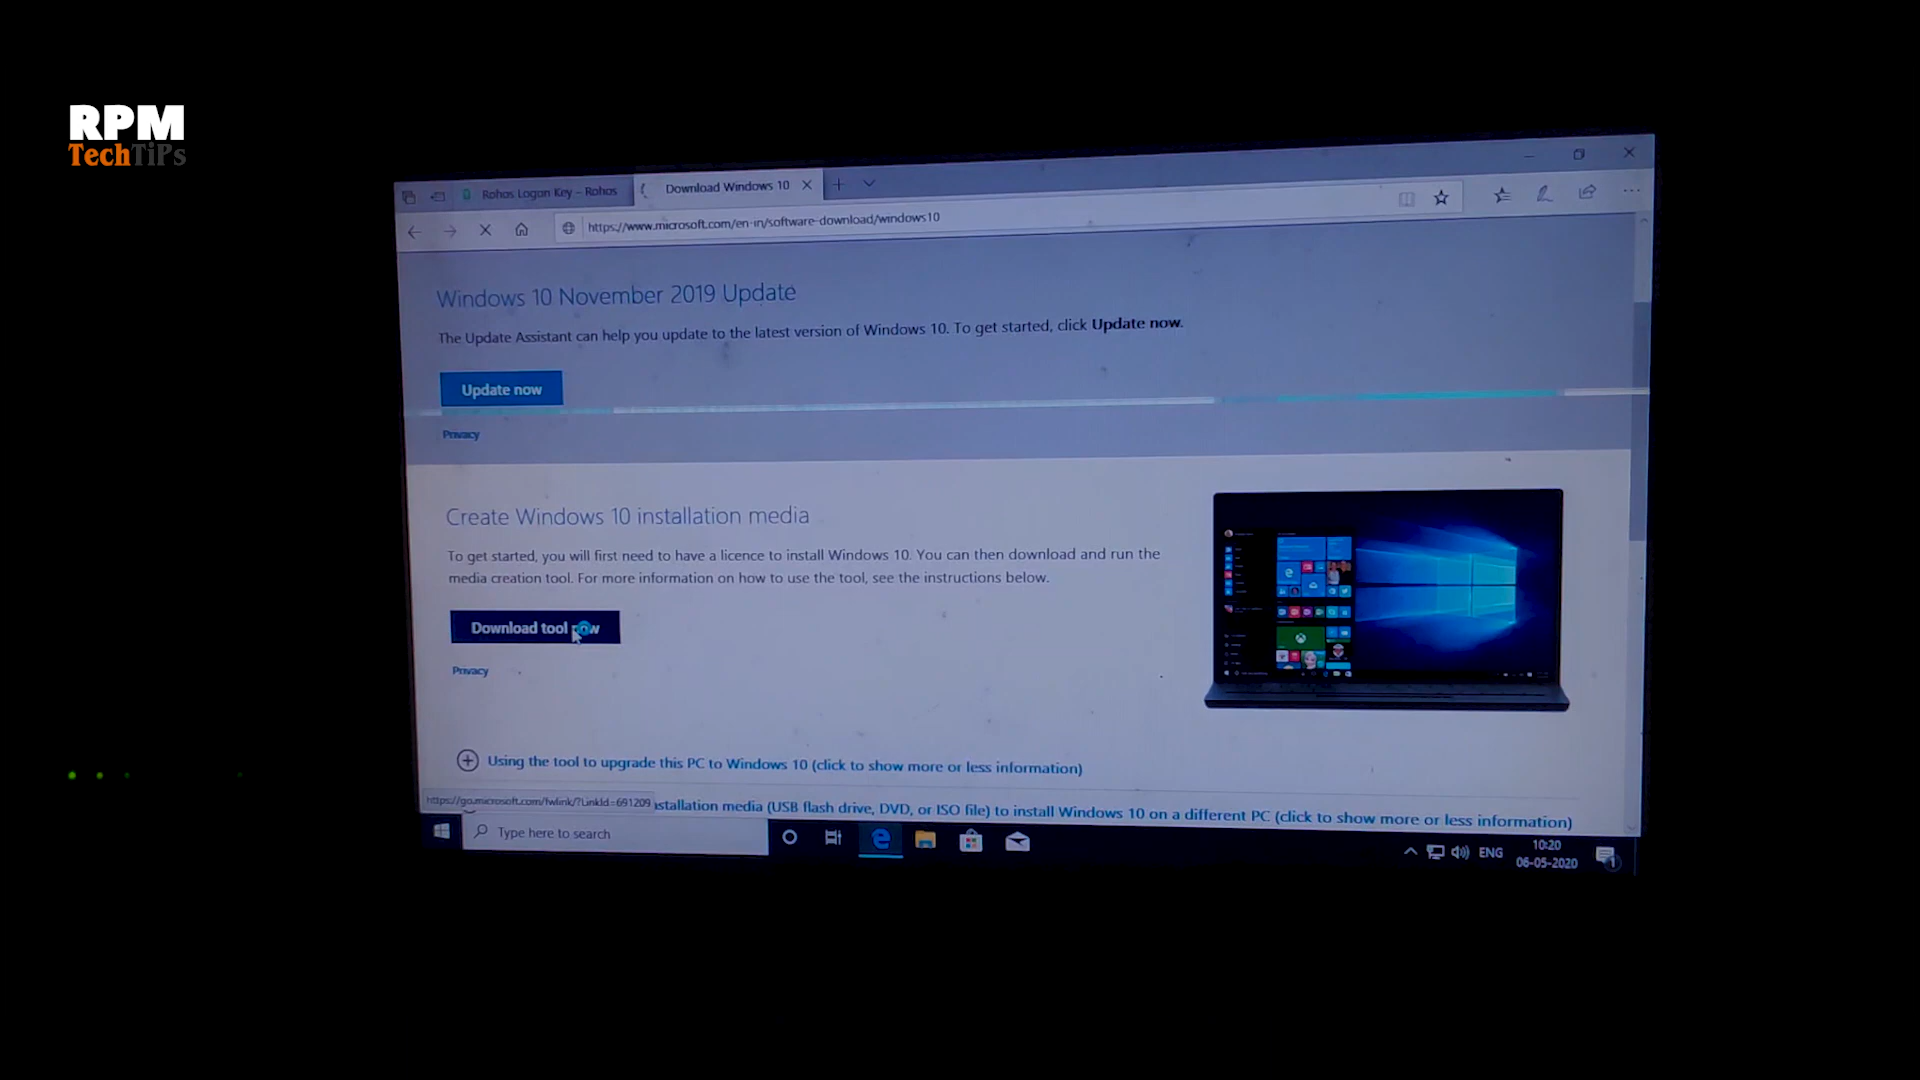 RPM
TechTiPs
Rohos Logon Key – Rohos
Download Windows 10
https://www.microsoft.com/en-in/software-download/windows10
Windows 10 November 2019 Update
The Update Assistant can help you update to the latest version of Windows 10. To get started, click Update now.
Update now
Privacy
Create Windows 10 installation media
To get started, you will first need to have a licence to install Windows 10. You can then download and run the
media creation tool. For more information on how to use the tool, see the instructions below.
Download tool now
Privacy
Using the tool to upgrade this PC to Windows 10 (click to show more or less information)
https://go.microsoft.com/fwlink/?LinkId=691209
stallation media (USB flash drive, DVD, or ISO file) to install Windows 10 on a different PC (click to show more or less information)
Type here to search
ENG
10:20
06-05-2020
1